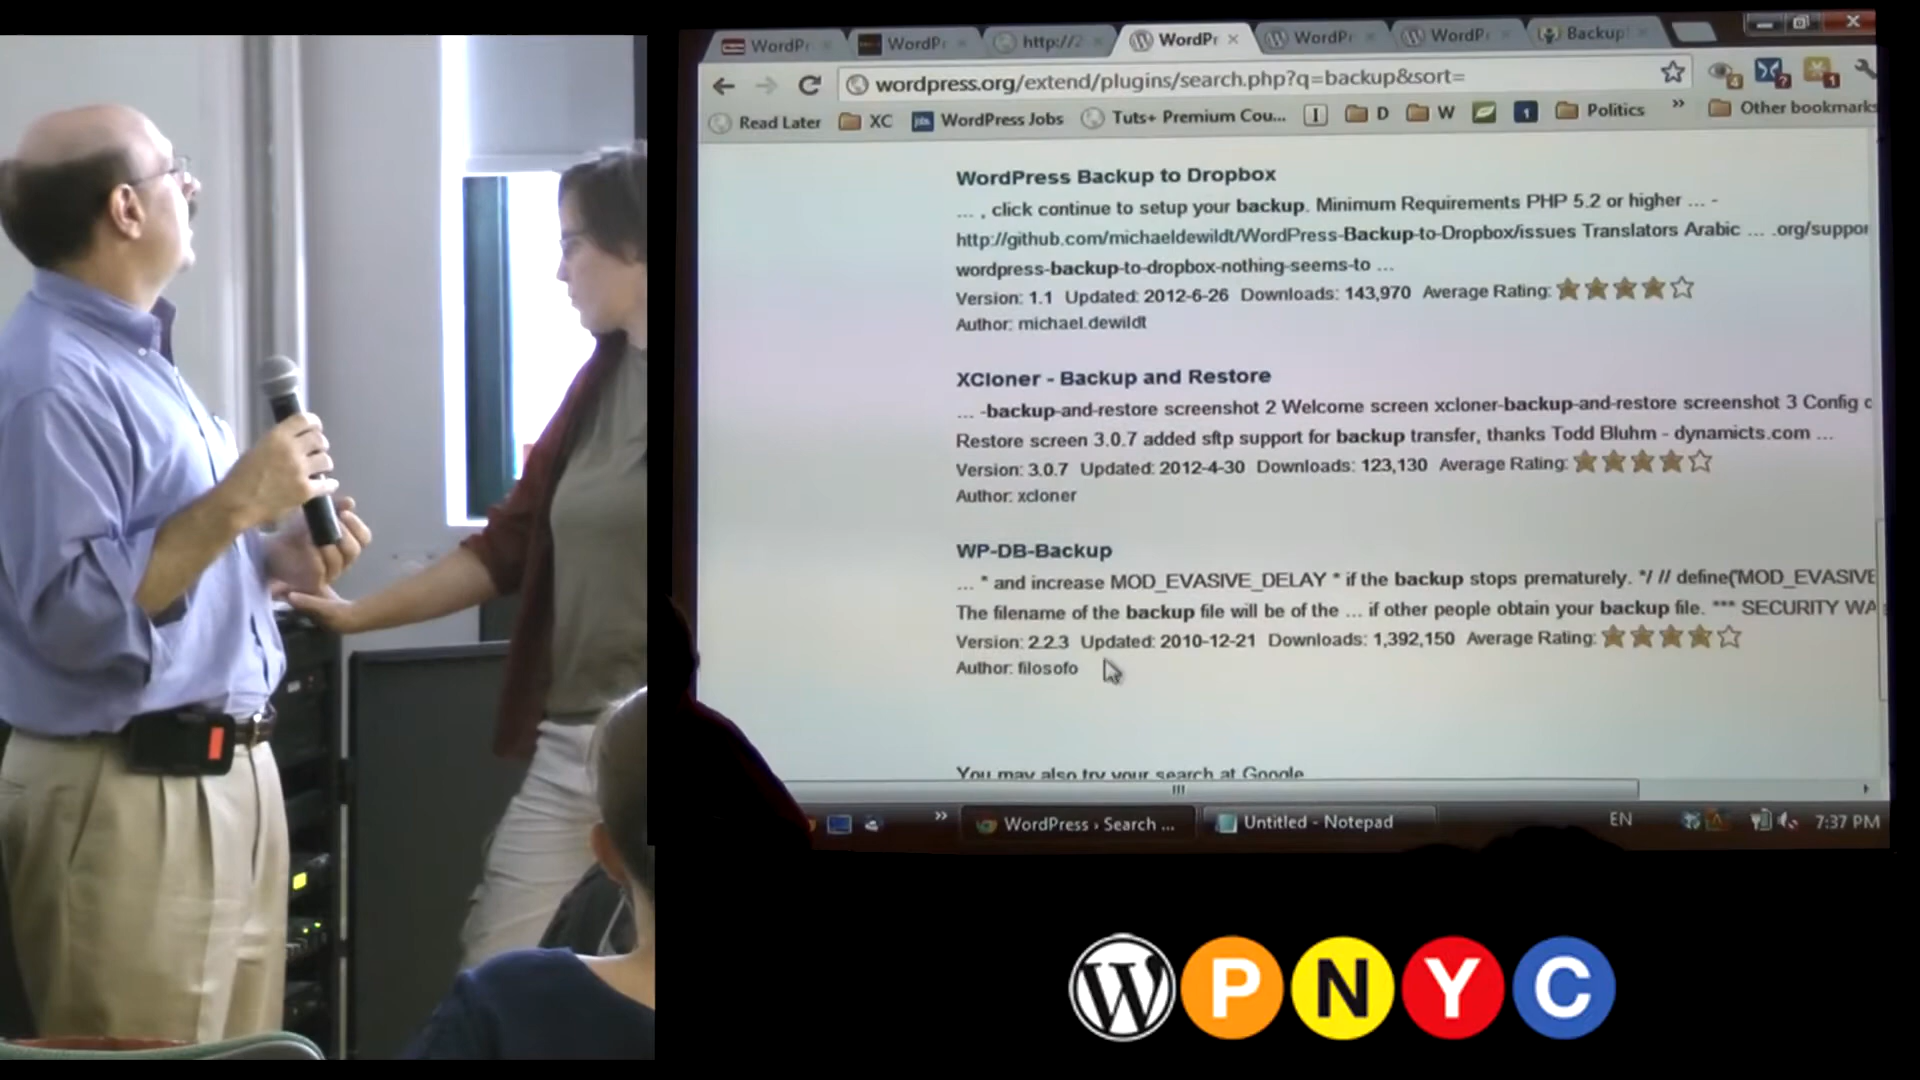 WordPr
WordPr
http://2
WordPr
WordPr
WordPr
Backup
wordpress.org/extend/plugins/search.php?q=backup&sort=
4
?
1
Read Later
XC
jobs
WordPress Jobs
Tuts+ Premium Cou...
I
D
W
1
Politics
»
Other bookmarks
WordPress Backup to Dropbox
... , click continue to setup your backup. Minimum Requirements PHP 5.2 or higher ... -
http://github.com/michaeldewildt/WordPress-Backup-to-Dropbox/issues Translators Arabic ... .org/suppor
wordpress-backup-to-dropbox-nothing-seems-to ...
Version: 1.1 Updated: 2012-6-26 Downloads: 143,970 Average Rating:
Author: michael.dewildt
XCloner - Backup and Restore
... -backup-and-restore screenshot 2 Welcome screen xcloner-backup-and-restore screenshot 3 Config c
Restore screen 3.0.7 added sftp support for backup transfer, thanks Todd Bluhm - dynamicts.com ...
Version: 3.0.7 Updated: 2012-4-30 Downloads: 123,130 Average Rating:
Author: xcloner
WP-DB-Backup
... * and increase MOD_EVASIVE_DELAY * if the backup stops prematurely. */ // define('MOD_EVASIVE
The filename of the backup file will be of the ... if other people obtain your backup file. *** SECURITY WA
Version: 2.2.3 Updated: 2010-12-21 Downloads: 1,392,150 Average Rating:
Author: filosofo
You may also try your search at Google
»
WordPress › Search ...
Untitled - Notepad
EN
7:37 PM
W P N Y C